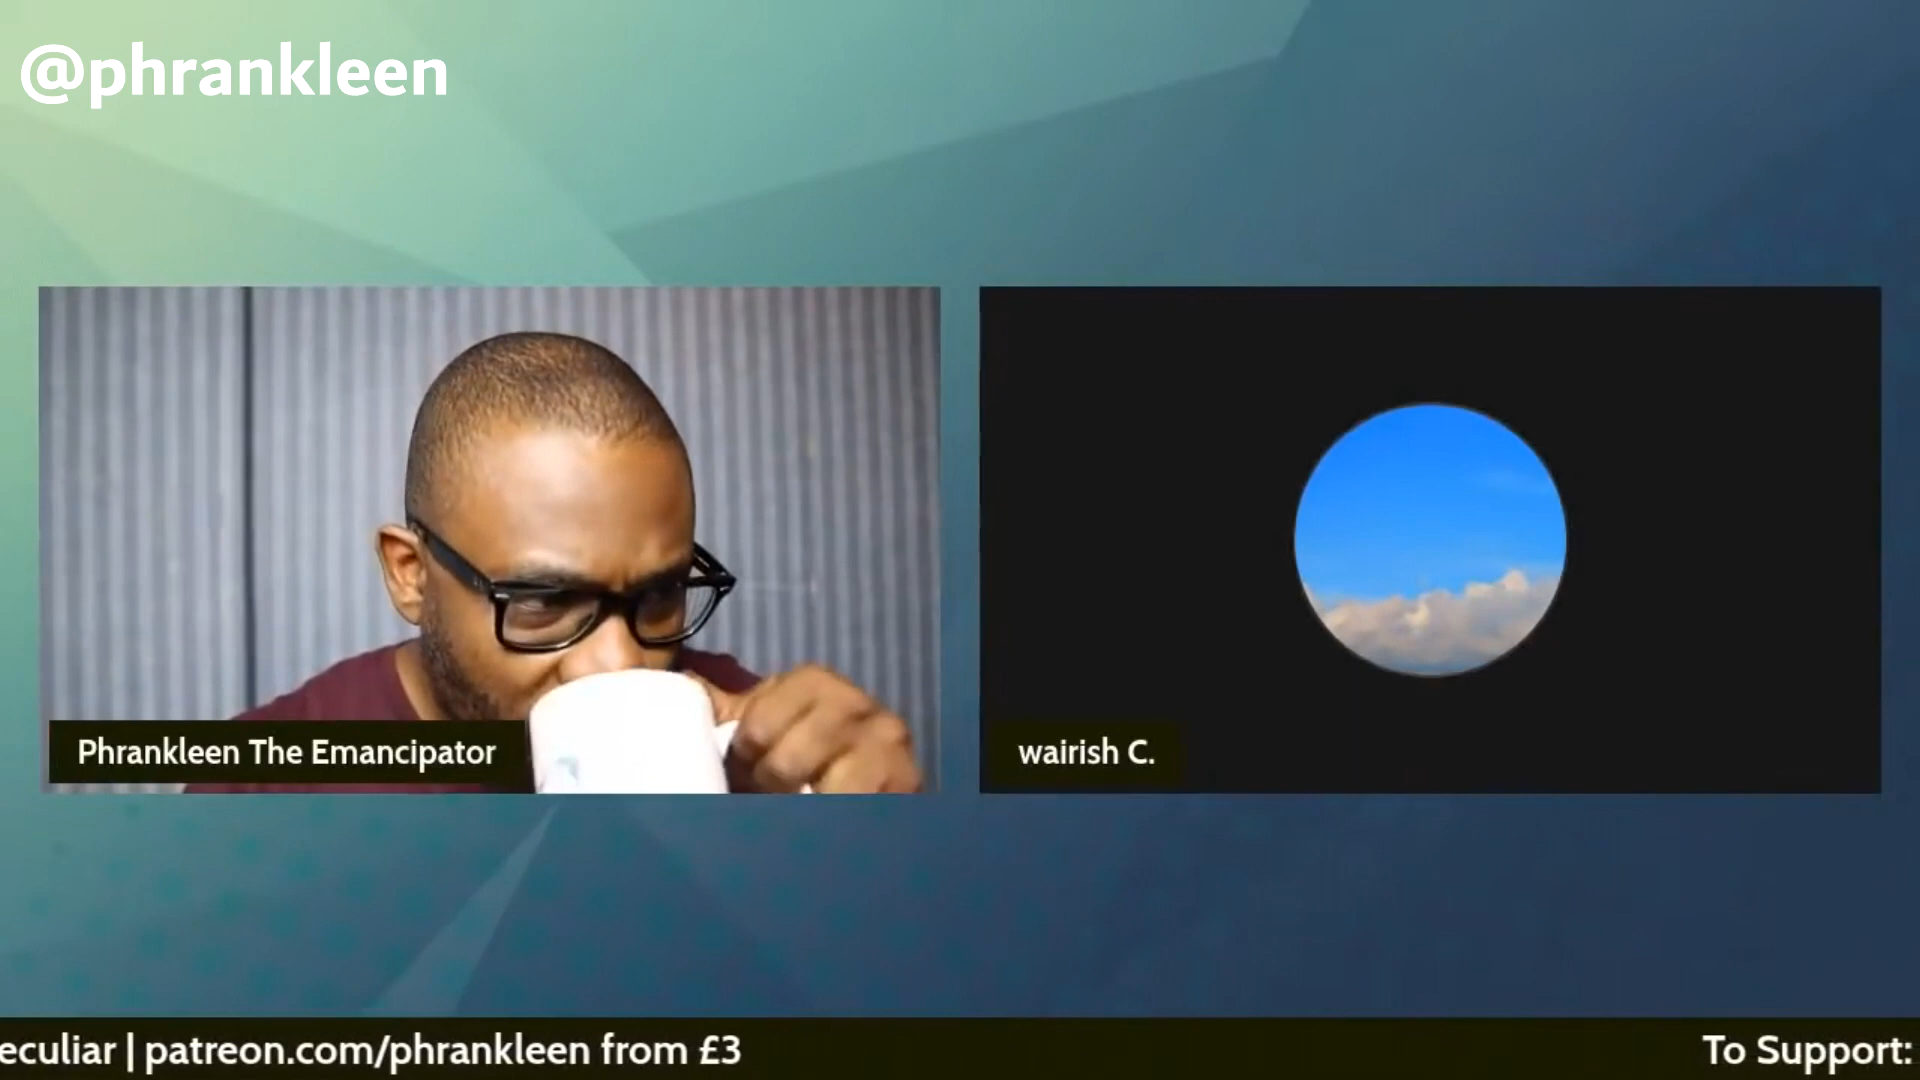 @phrankleen
Phrankleen The Emancipator
wairish C.
eculiar | patreon.com/phrankleen from £3
To Support: